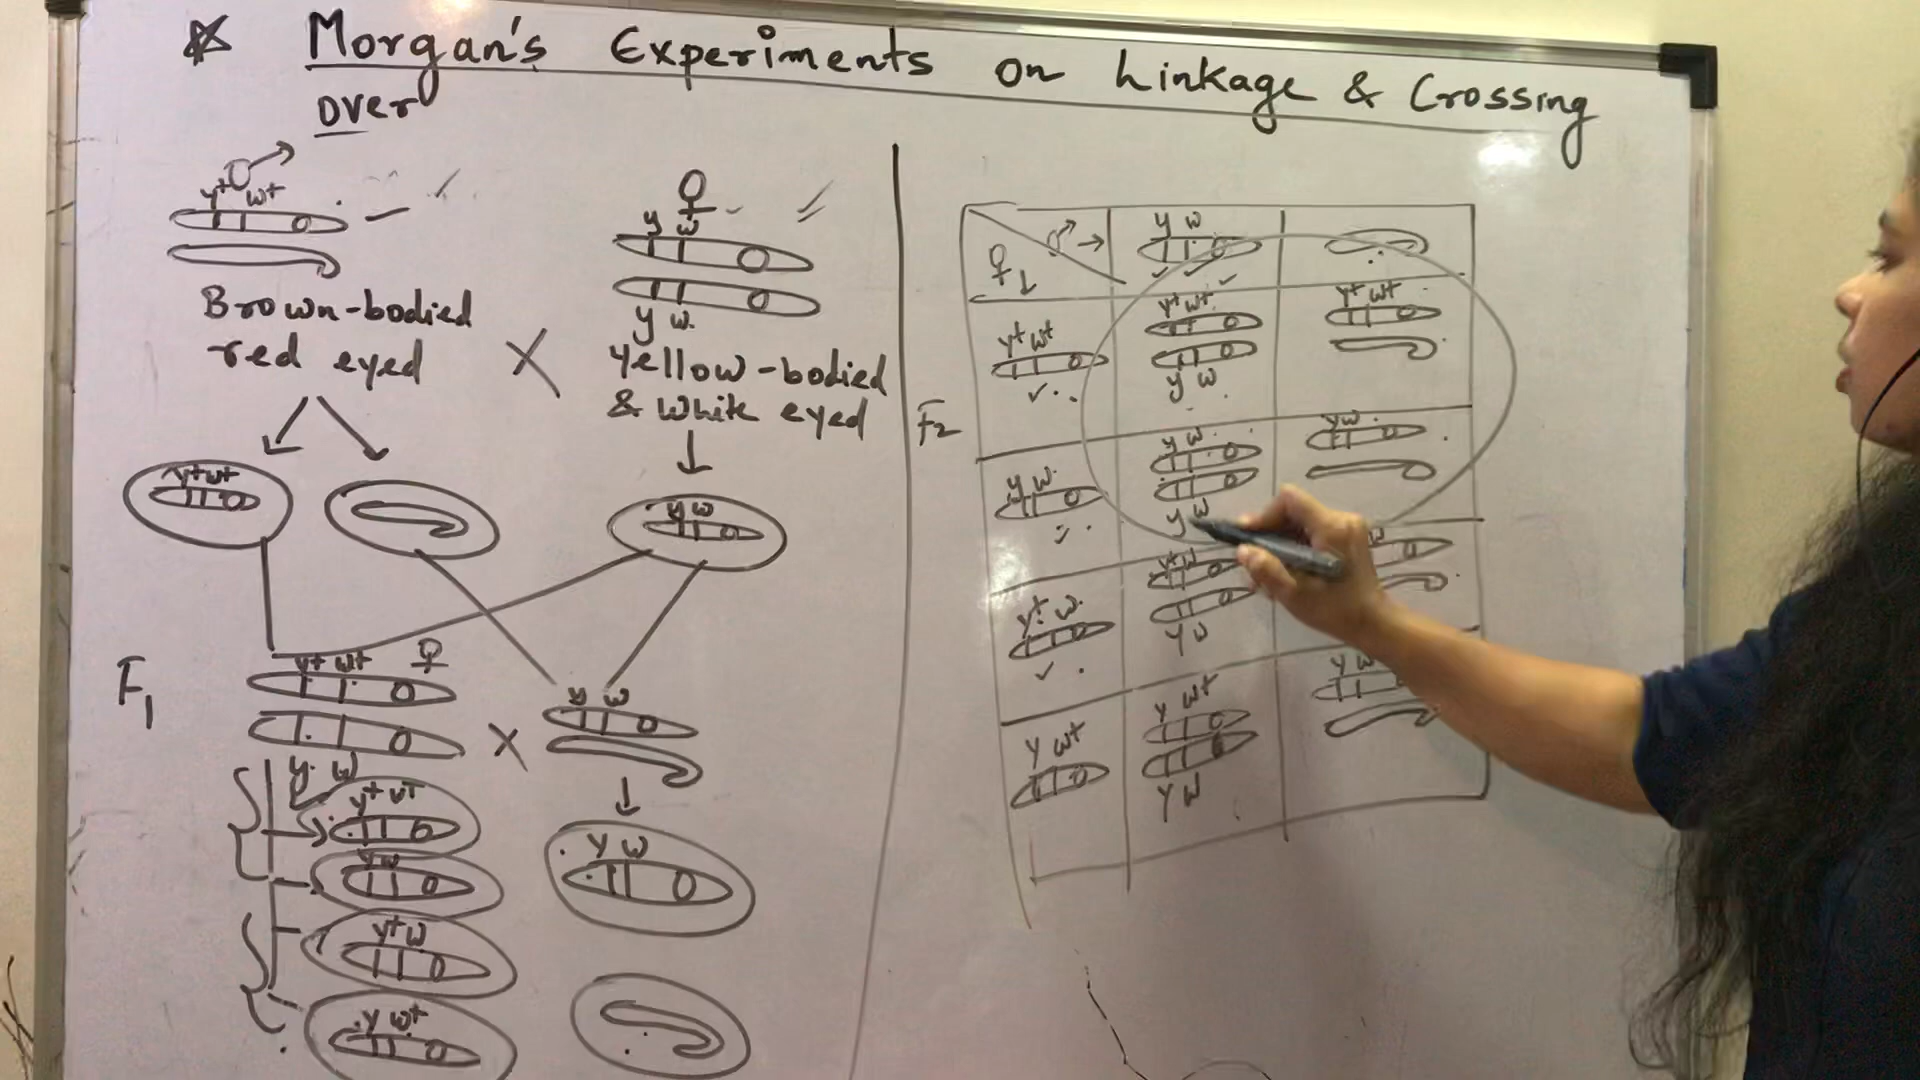 Morgan's Experiments on Linkage & Crossing
over
♂
y+ w+
♀
y w
y w
Brown-bodied
red eyed
X
Yellow-bodied
& White eyed
y+ w+
y w
F1
y+ w+ ♀
y w
X
y w
y+ w+
y w
y+ w
y w+
y w
F2
♀ ♂
y w
y+ w+
y+ w+
y w
y+ w+
y w
y w
y w
y w
y+ w
y+ w
y w
w
y w+
y w+
y w
y w